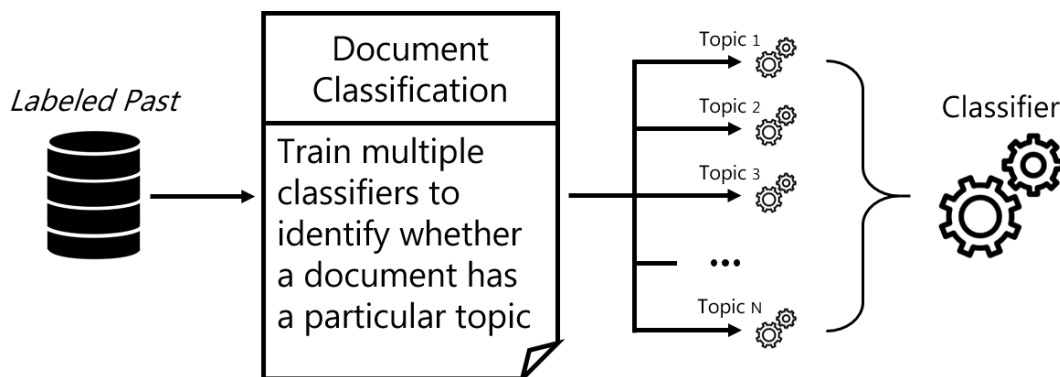 Labeled Past
Document
Classification
Train multiple
classifiers to
identify whether
a document has
a particular topic
Topic 1
Topic 2
Topic 3
...
Topic N
Classifier